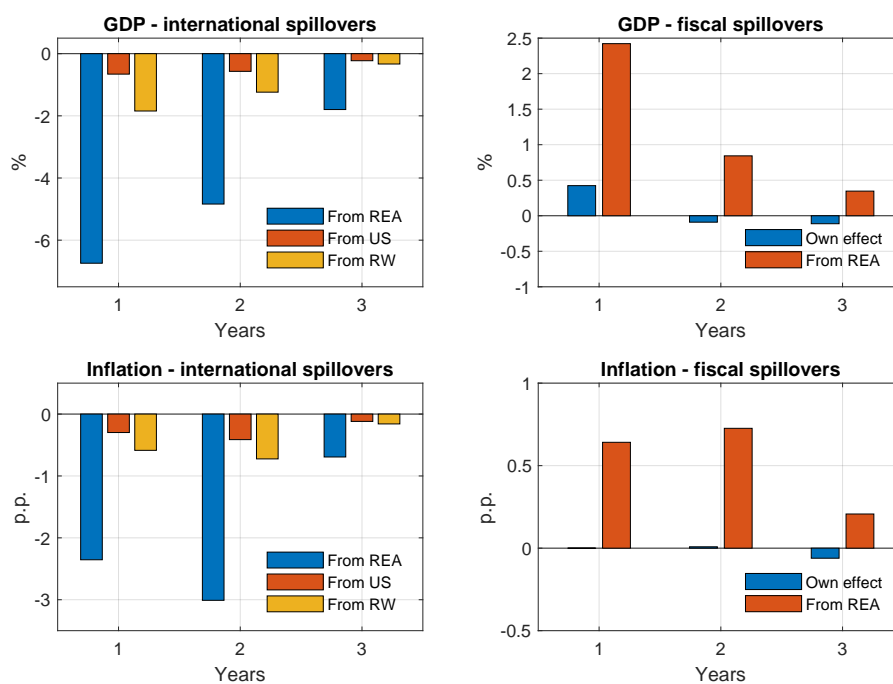 GDP - international spillovers
0
-2
-4
-6
%
From REA
From US
From RW
1 2 3
Years
GDP - fiscal spillovers
2.5
2
1.5
1
0.5
0
-0.5
-1
%
Own effect
From REA
1 2 3
Years
Inflation - international spillovers
0
-1
-2
-3
p.p.
From REA
From US
From RW
1 2 3
Years
Inflation - fiscal spillovers
1
0.5
0
-0.5
p.p.
Own effect
From REA
1 2 3
Years